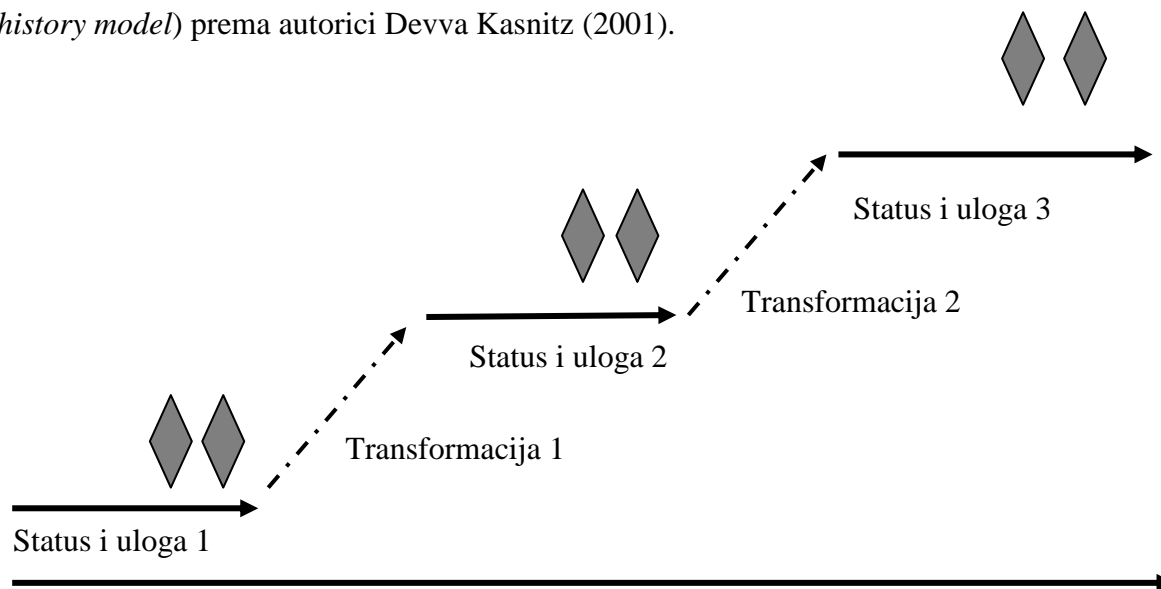 history model) prema autorici Devva Kasnitz (2001).
Status i uloga 3
Transformacija 2
Status i uloga 2
Transformacija 1
Status i uloga 1